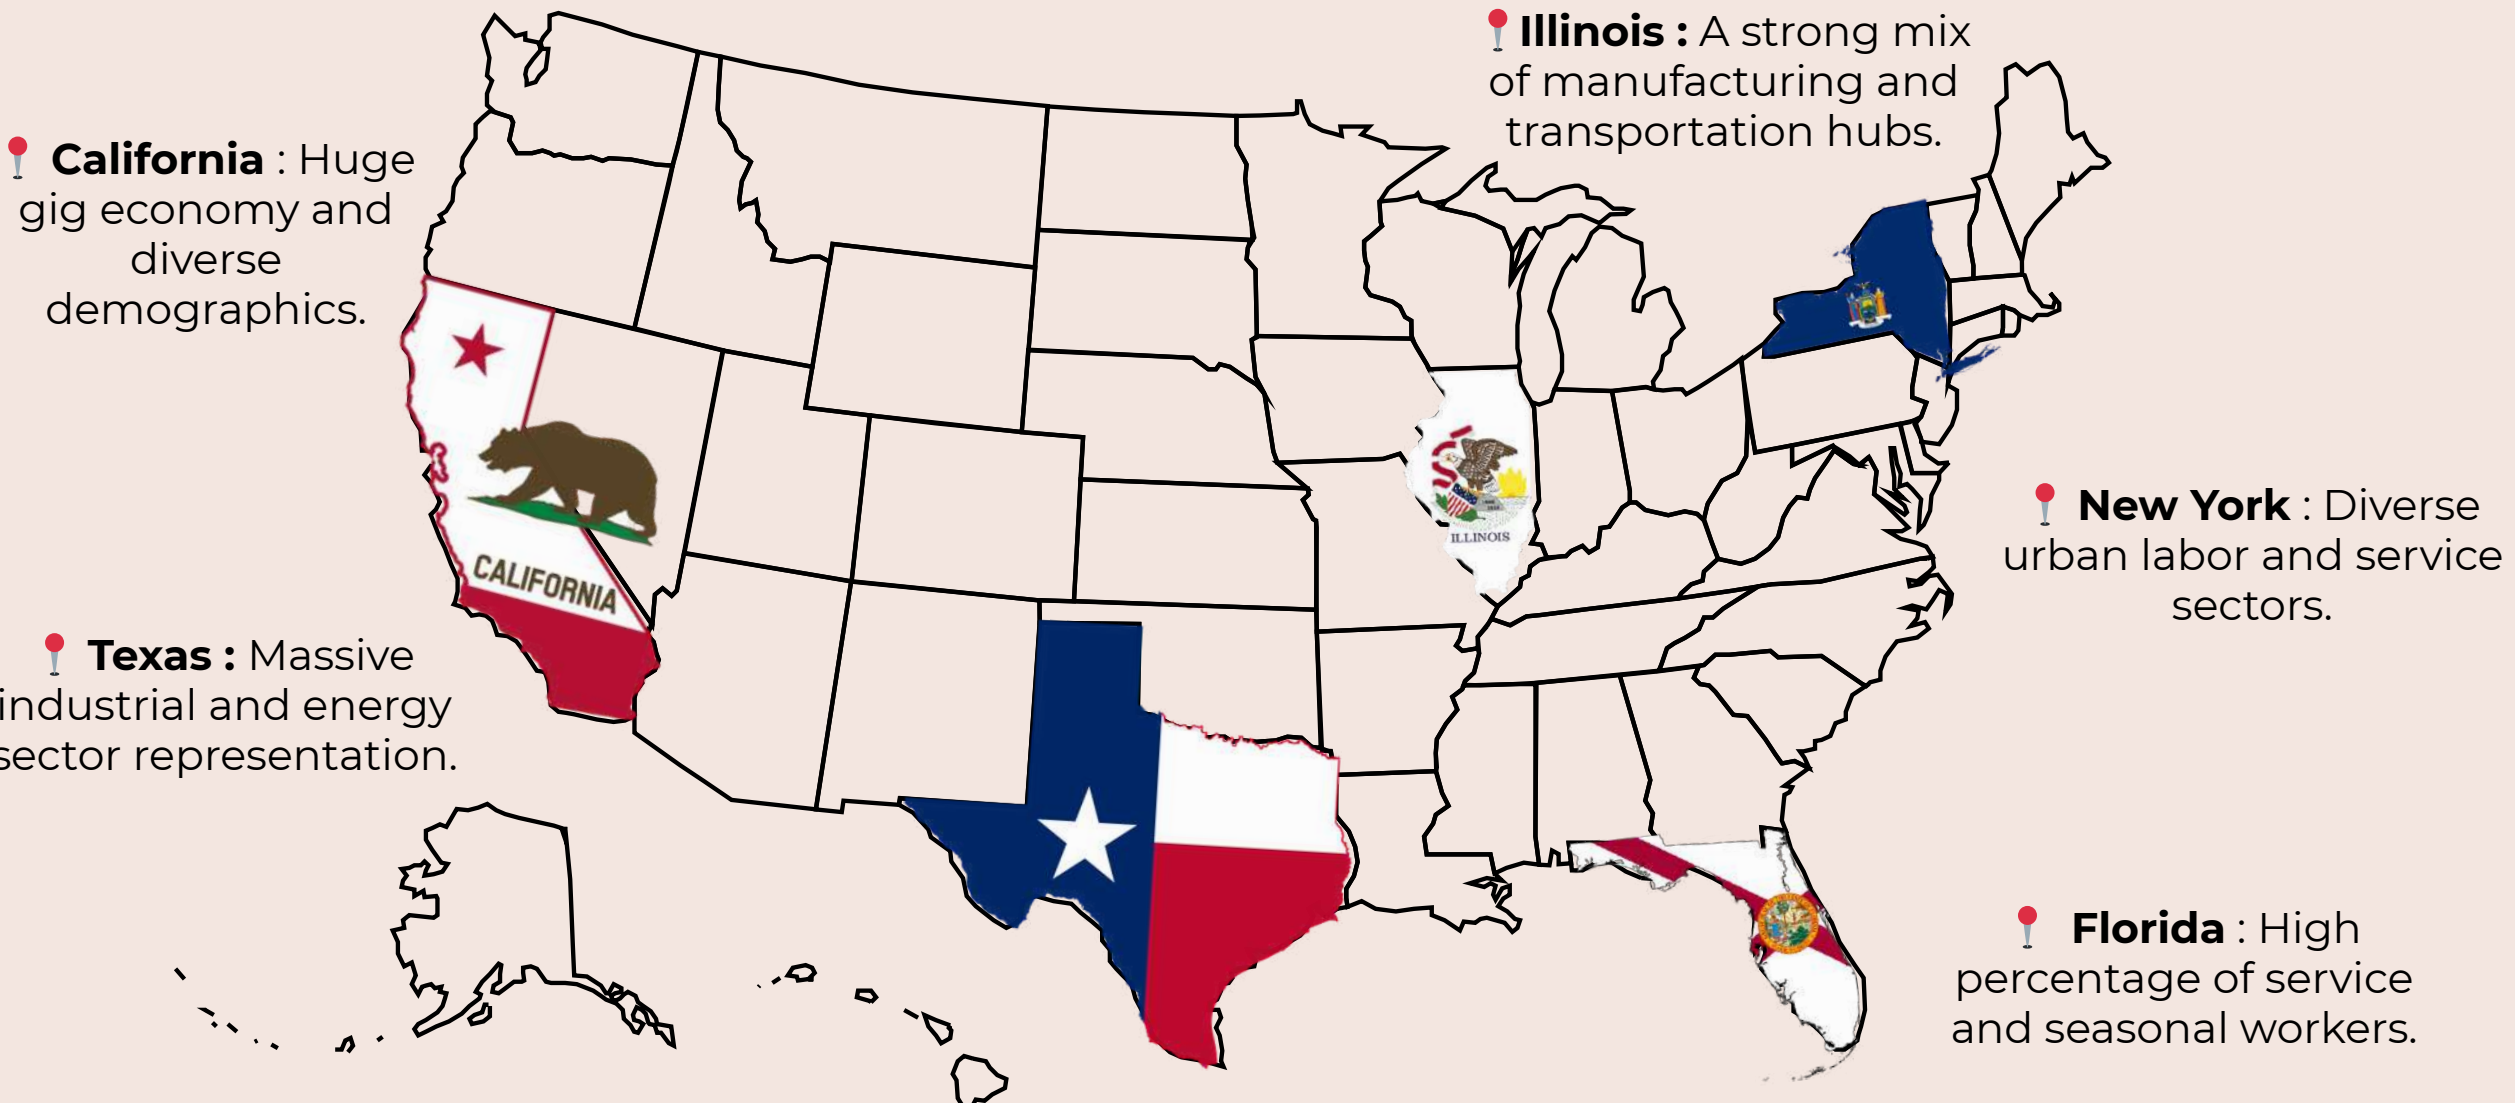 📍Illinois : A strong mix
of manufacturing and
transportation hubs.
📍 California : Huge
gig economy and
diverse
demographics.
CALIFORNIA
ILLINOIS
📍 New York : Diverse
urban labor and service
sectors.
📍 Texas : Massive
industrial and energy
sector representation.
📍 Florida : High
percentage of service
and seasonal workers.